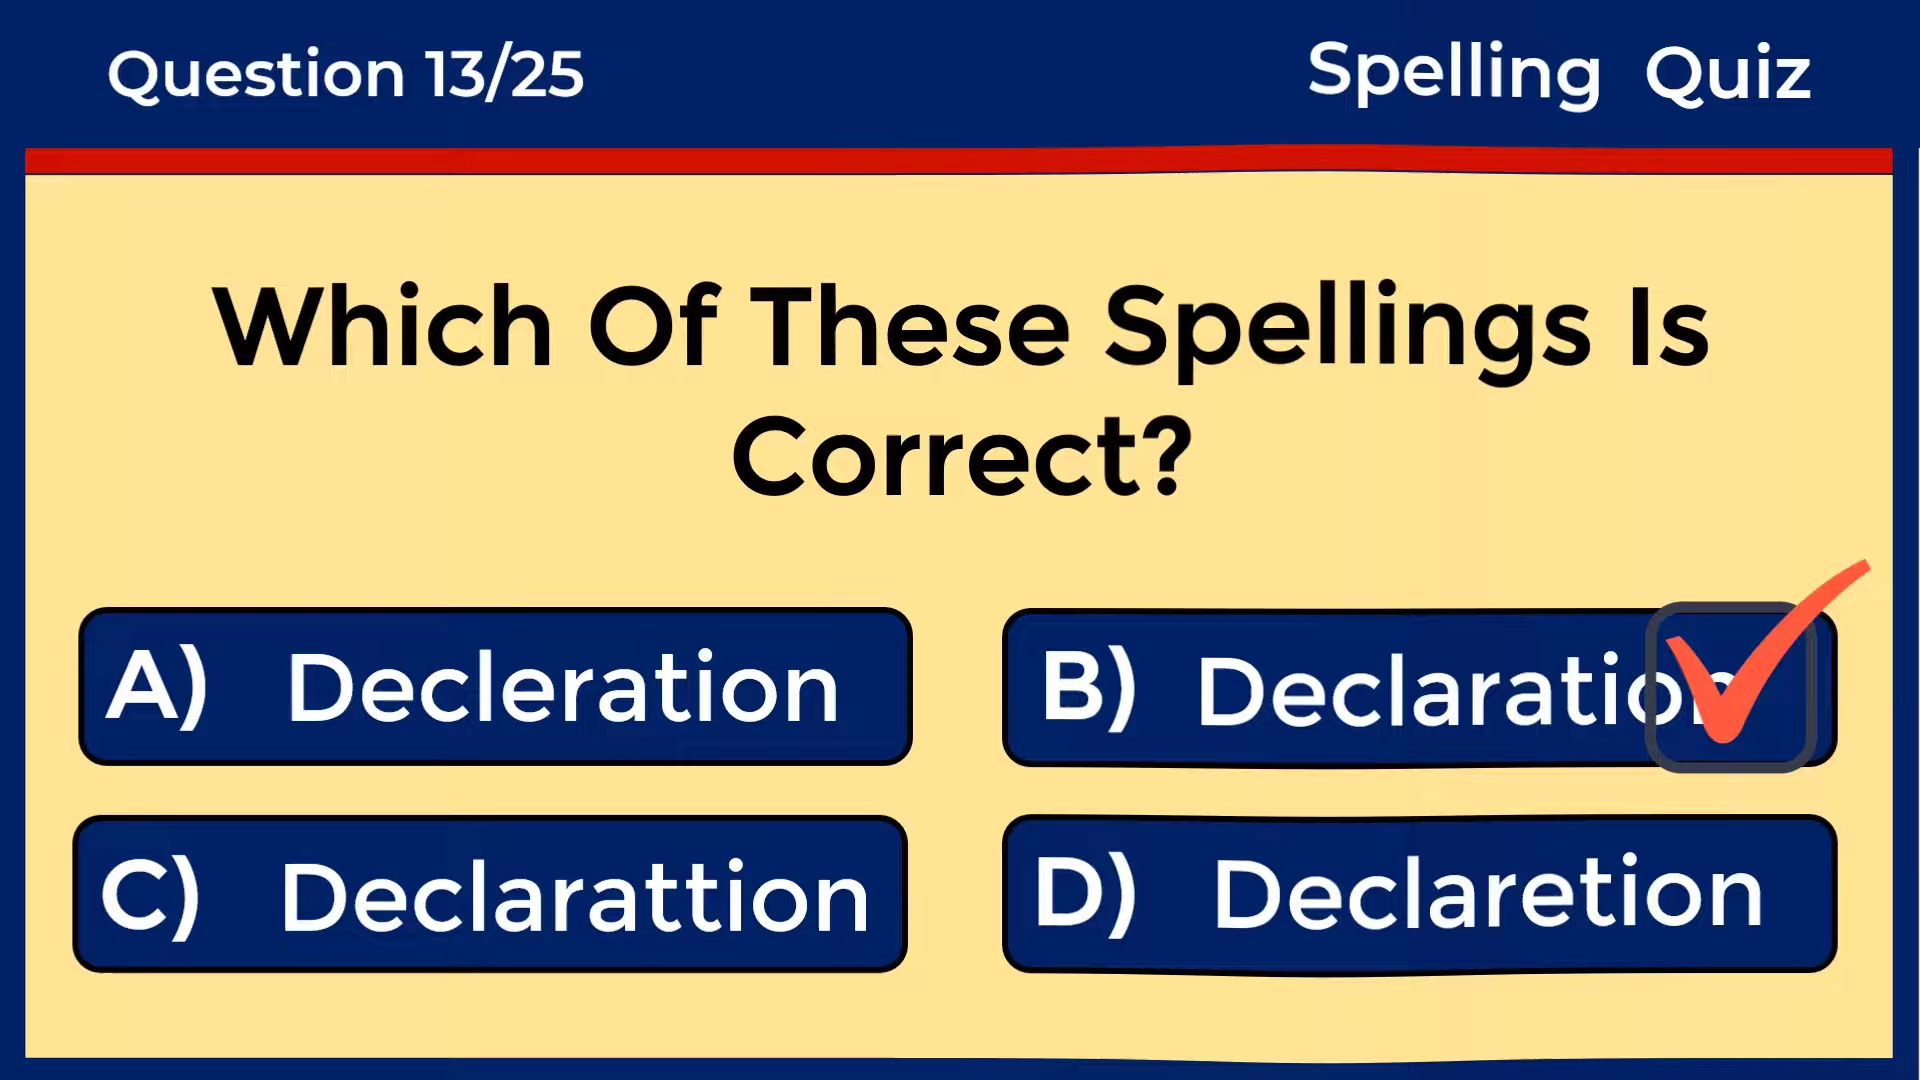 Question 13/25
Spelling Quiz
Which Of These Spellings Is
Correct?
A) Decleration
B) Declaration
C) Declarattion
D) Declaretion